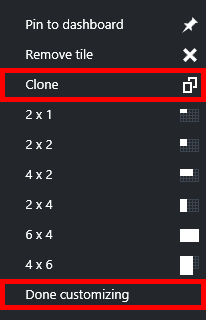 Pin to dashboard
Remove tile
Clone
2 x 1
2 x 2
4 x 2
2 x 4
6 x 4
4 x 6
Done customizing